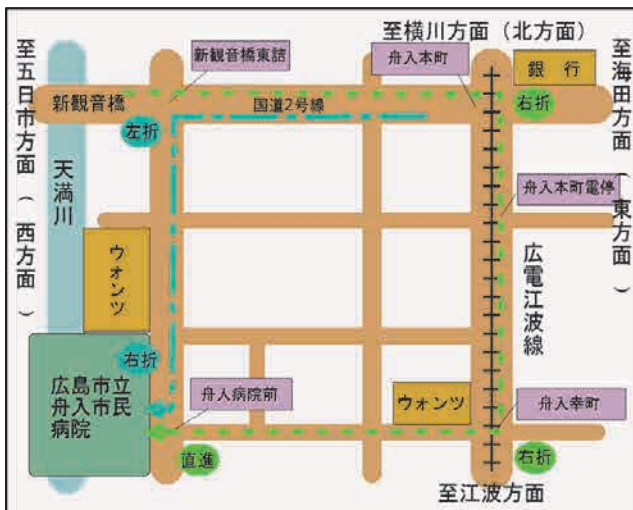 至横川方面(北方面)
至五日市方面(西方面)
新観音橋東詰
舟入本町
銀行
至海田方面(東方面)
新観音橋
国道2号線
右折
左折
天満川
舟入本町電停
ウォンツ
広電江波線
右折
広島市立
舟入市民
病院
舟入病院前
ウォンツ
舟入幸町
直進
右折
至江波方面